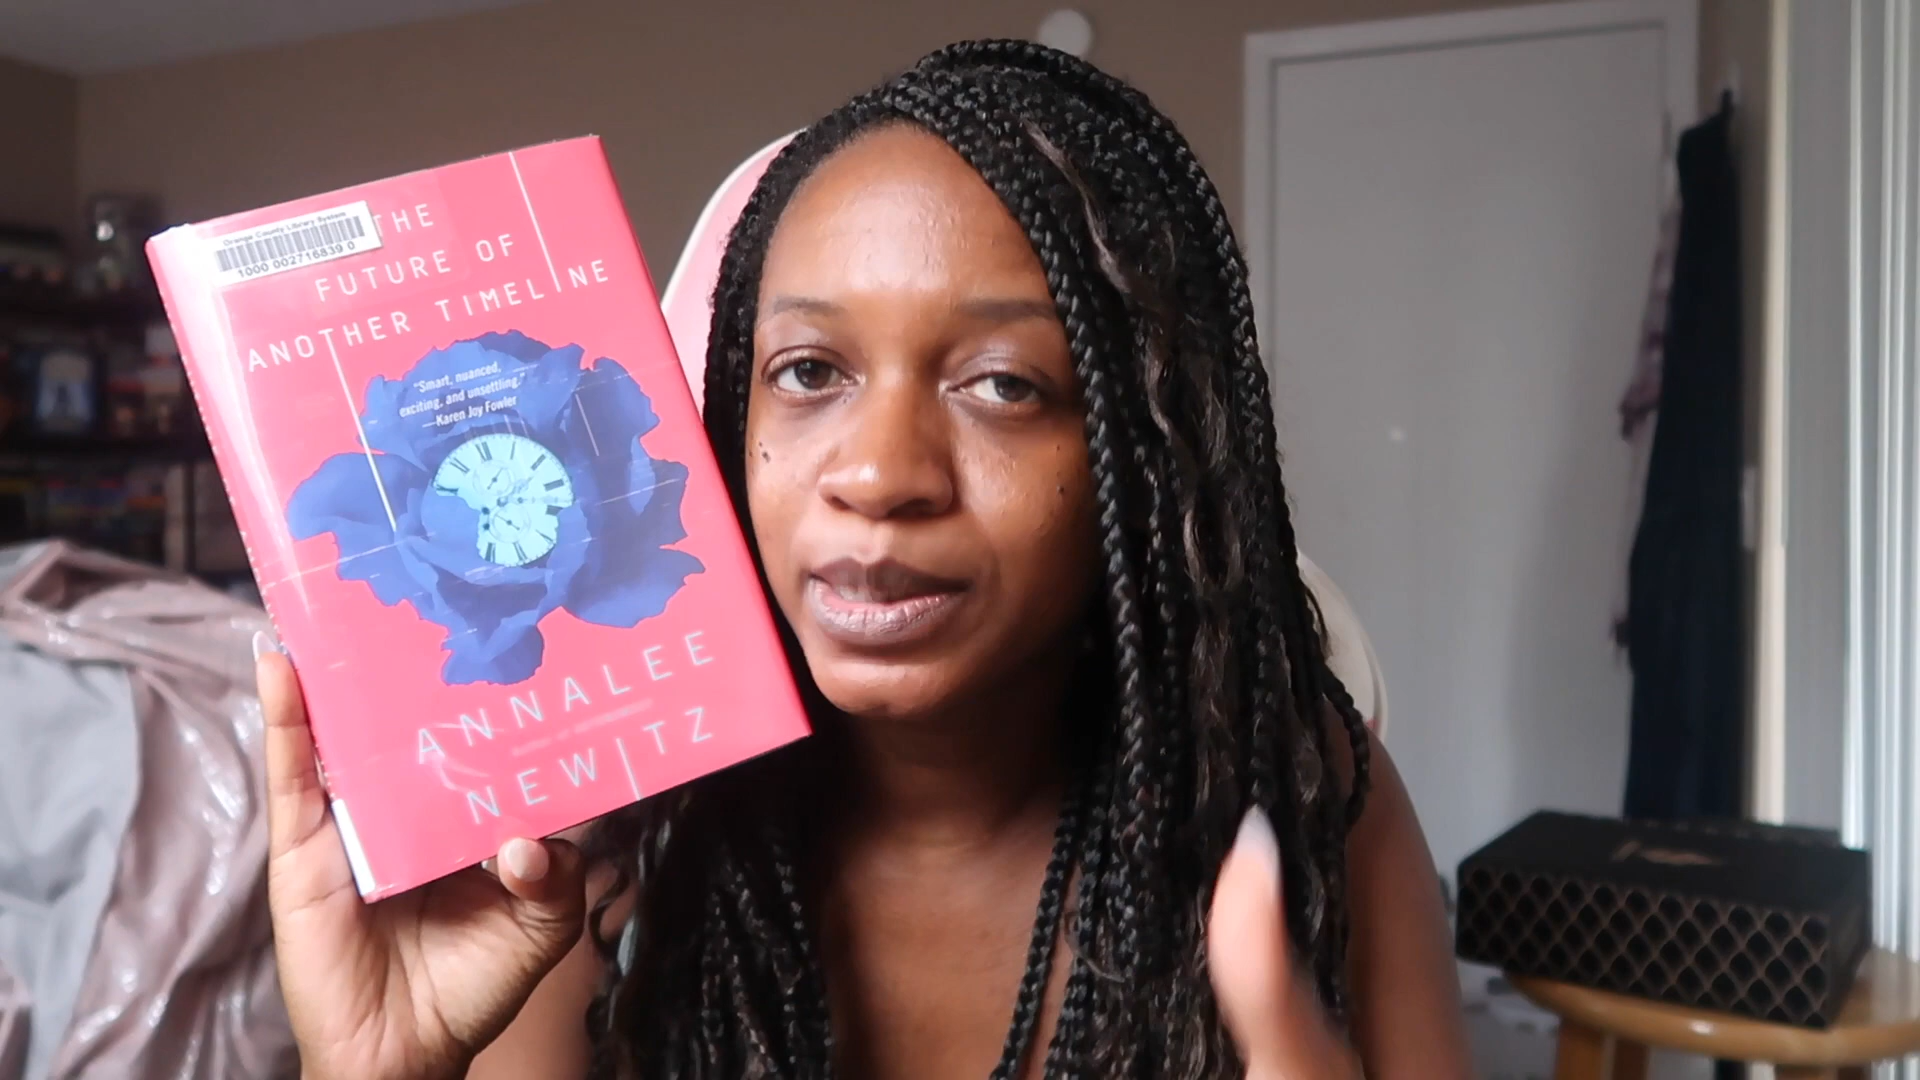 Orange County Library System
1000 002716839 0
THE
FUTURE OF
ANOTHER TIMELINE
"Smart, nuanced,
exciting, and unsettling."
—Karen Joy Fowler
ANNALEE
NEWITZ